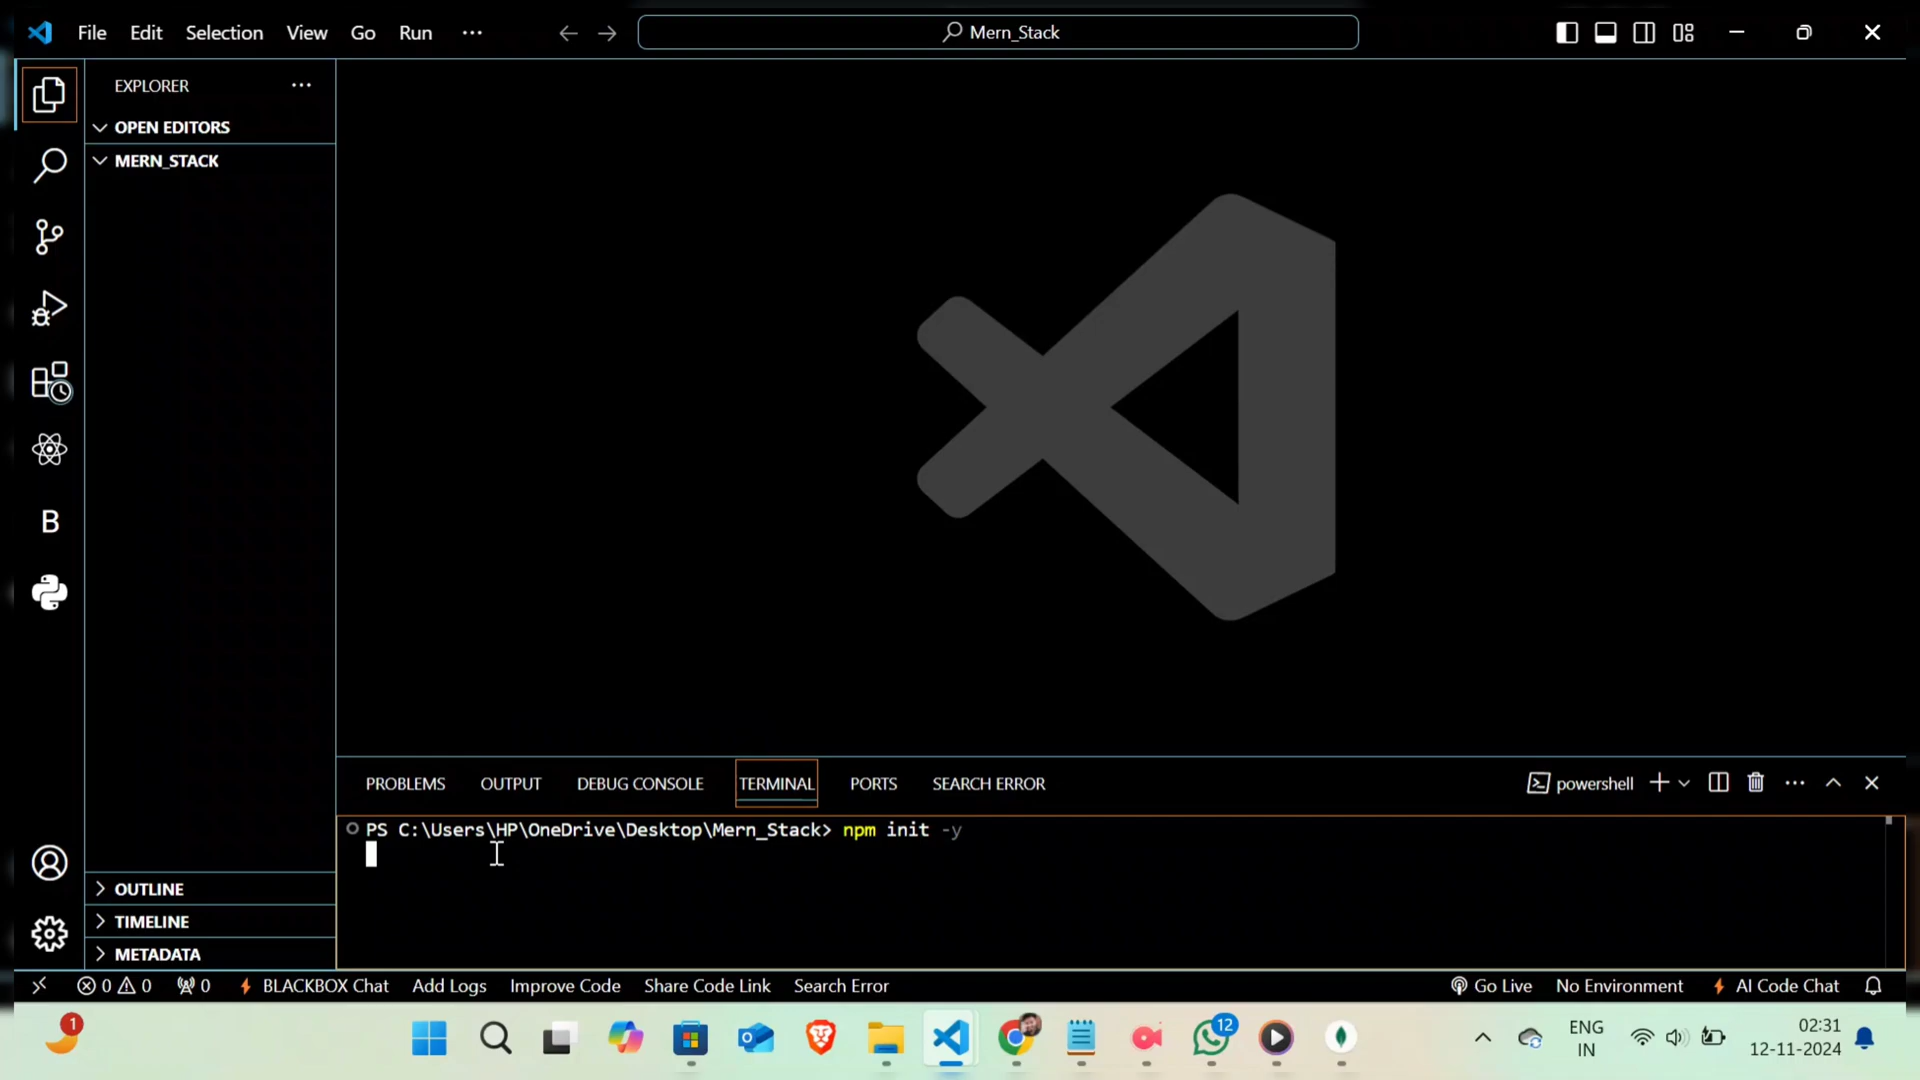 File Edit Selection View Go Run ··· Mern_Stack
EXPLORER ···
OPEN EDITORS
MERN_STACK
B
OUTLINE
TIMELINE
METADATA
PROBLEMS OUTPUT DEBUG CONSOLE TERMINAL PORTS SEARCH ERROR powershell ···
PS C:\Users\HP\OneDrive\Desktop\Mern_Stack> npm init -y
0 0 0 BLACKBOX Chat Add Logs Improve Code Share Code Link Search Error Go Live No Environment AI Code Chat
1
12
ENG
IN
02:31
12-11-2024